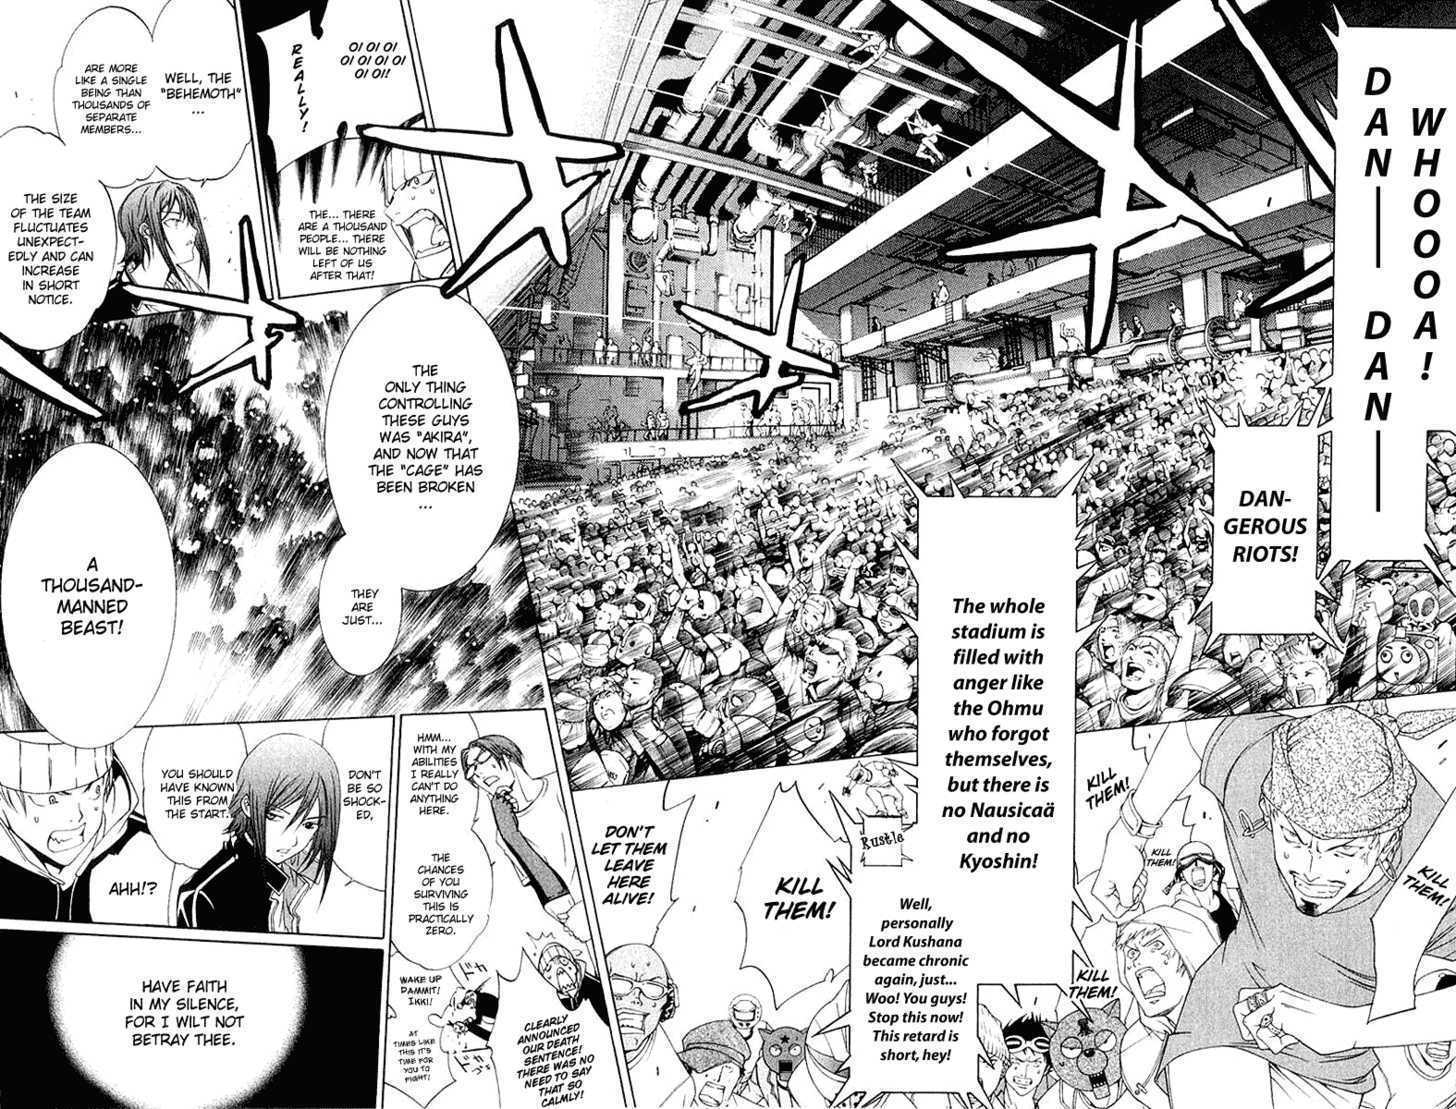 WHOOOOA!
DAN— DAN—
DAN-
GEROUS
RIOTS!
The whole
stadium is
filled with
anger like
the Ohmu
who forgot
themselves,
but there is
no Nausicaä
and no
Kyoshin!
Well,
personally
Lord Kushana
became chronic
again, just...
Woo! You guys!
Stop this now!
This retard is
short, hey!
KILL
THEM!
KILL
THEM!
KILL
THEM!
KILL
THEM!
Rustle
KILL
THEM!
DON'T
LET THEM
LEAVE
HERE
ALIVE!
OI OI OI
OI OI OI OI
OI OI!
REALLY!
THE... THERE
ARE A THOUSAND
PEOPLE... THERE
WILL BE NOTHING
LEFT OF US
AFTER THAT!
WELL, THE
"BEHEMOTH"
...
ARE MORE
LIKE A SINGLE
BEING THAN
THOUSANDS OF
SEPARATE
MEMBERS...
THE SIZE
OF THE TEAM
FLUCTUATES
UNEXPECT-
EDLY AND CAN
INCREASE
IN SHORT
NOTICE.
THE
ONLY THING
CONTROLLING
THESE GUYS
WAS "AKIRA",
AND NOW THAT
THE "CAGE" HAS
BEEN BROKEN
...
THEY
ARE
JUST...
A
THOUSAND-
MANNED
BEAST!
HMM...
WITH MY
ABILITIES
I REALLY
CAN'T DO
ANYTHING
HERE.
THE
CHANCES
OF YOU
SURVIVING
THIS IS
PRACTICALLY
ZERO.
CLEARLY
ANNOUNCED
OUR DEATH
SENTENCE!
THERE WAS NO
NEED TO SAY
THAT SO
CALMLY!
WAKE UP
DAMMIT!
IKKI!
ドカ
ドカ
AT
TIMES LIKE
THIS IT'S
TIME FOR
YOU TO
FIGHT!
DON'T
BE SO
SHOCK-
ED,
YOU SHOULD
HAVE KNOWN
THIS FROM
THE START.
AHH!?
HAVE FAITH
IN MY SILENCE,
FOR I WILT NOT
BETRAY THEE.